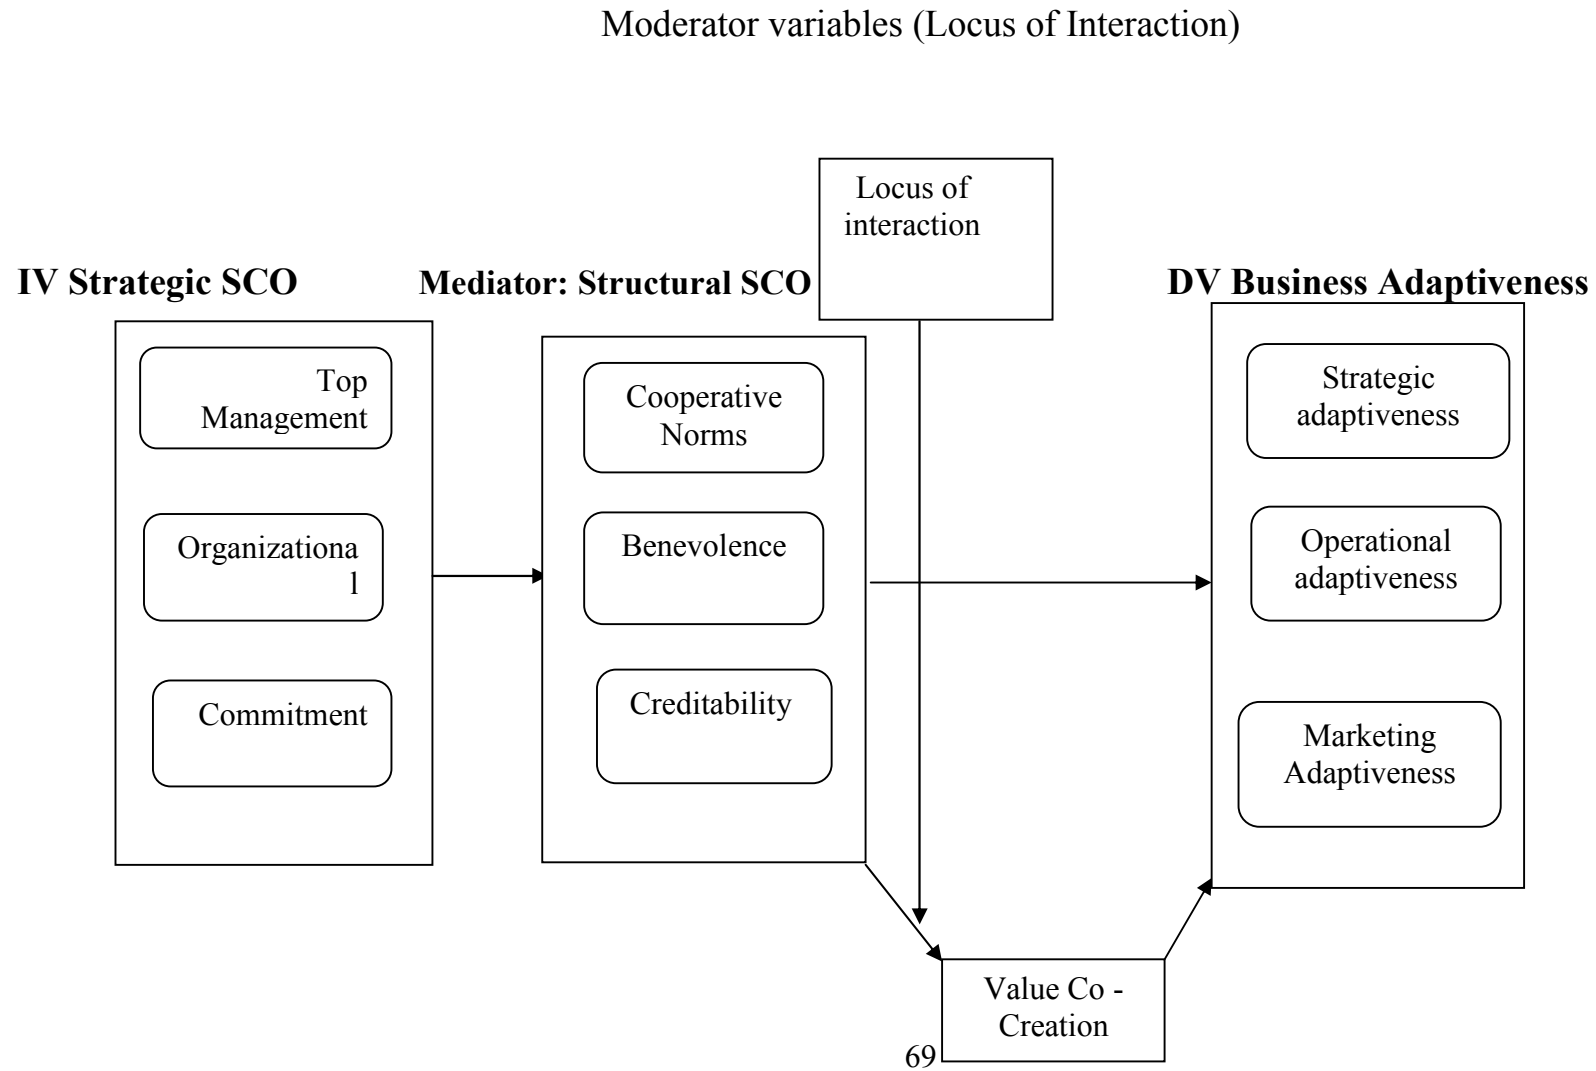 Moderator variables (Locus of Interaction)
Locus of
interaction
IV Strategic SCO
Mediator: Structural SCO
DV Business Adaptiveness
Top
Management
Organizationa
l
Commitment
Cooperative
Norms
Benevolence
Creditability
Strategic
adaptiveness
Operational
adaptiveness
Marketing
Adaptiveness
Value Co -
Creation
69